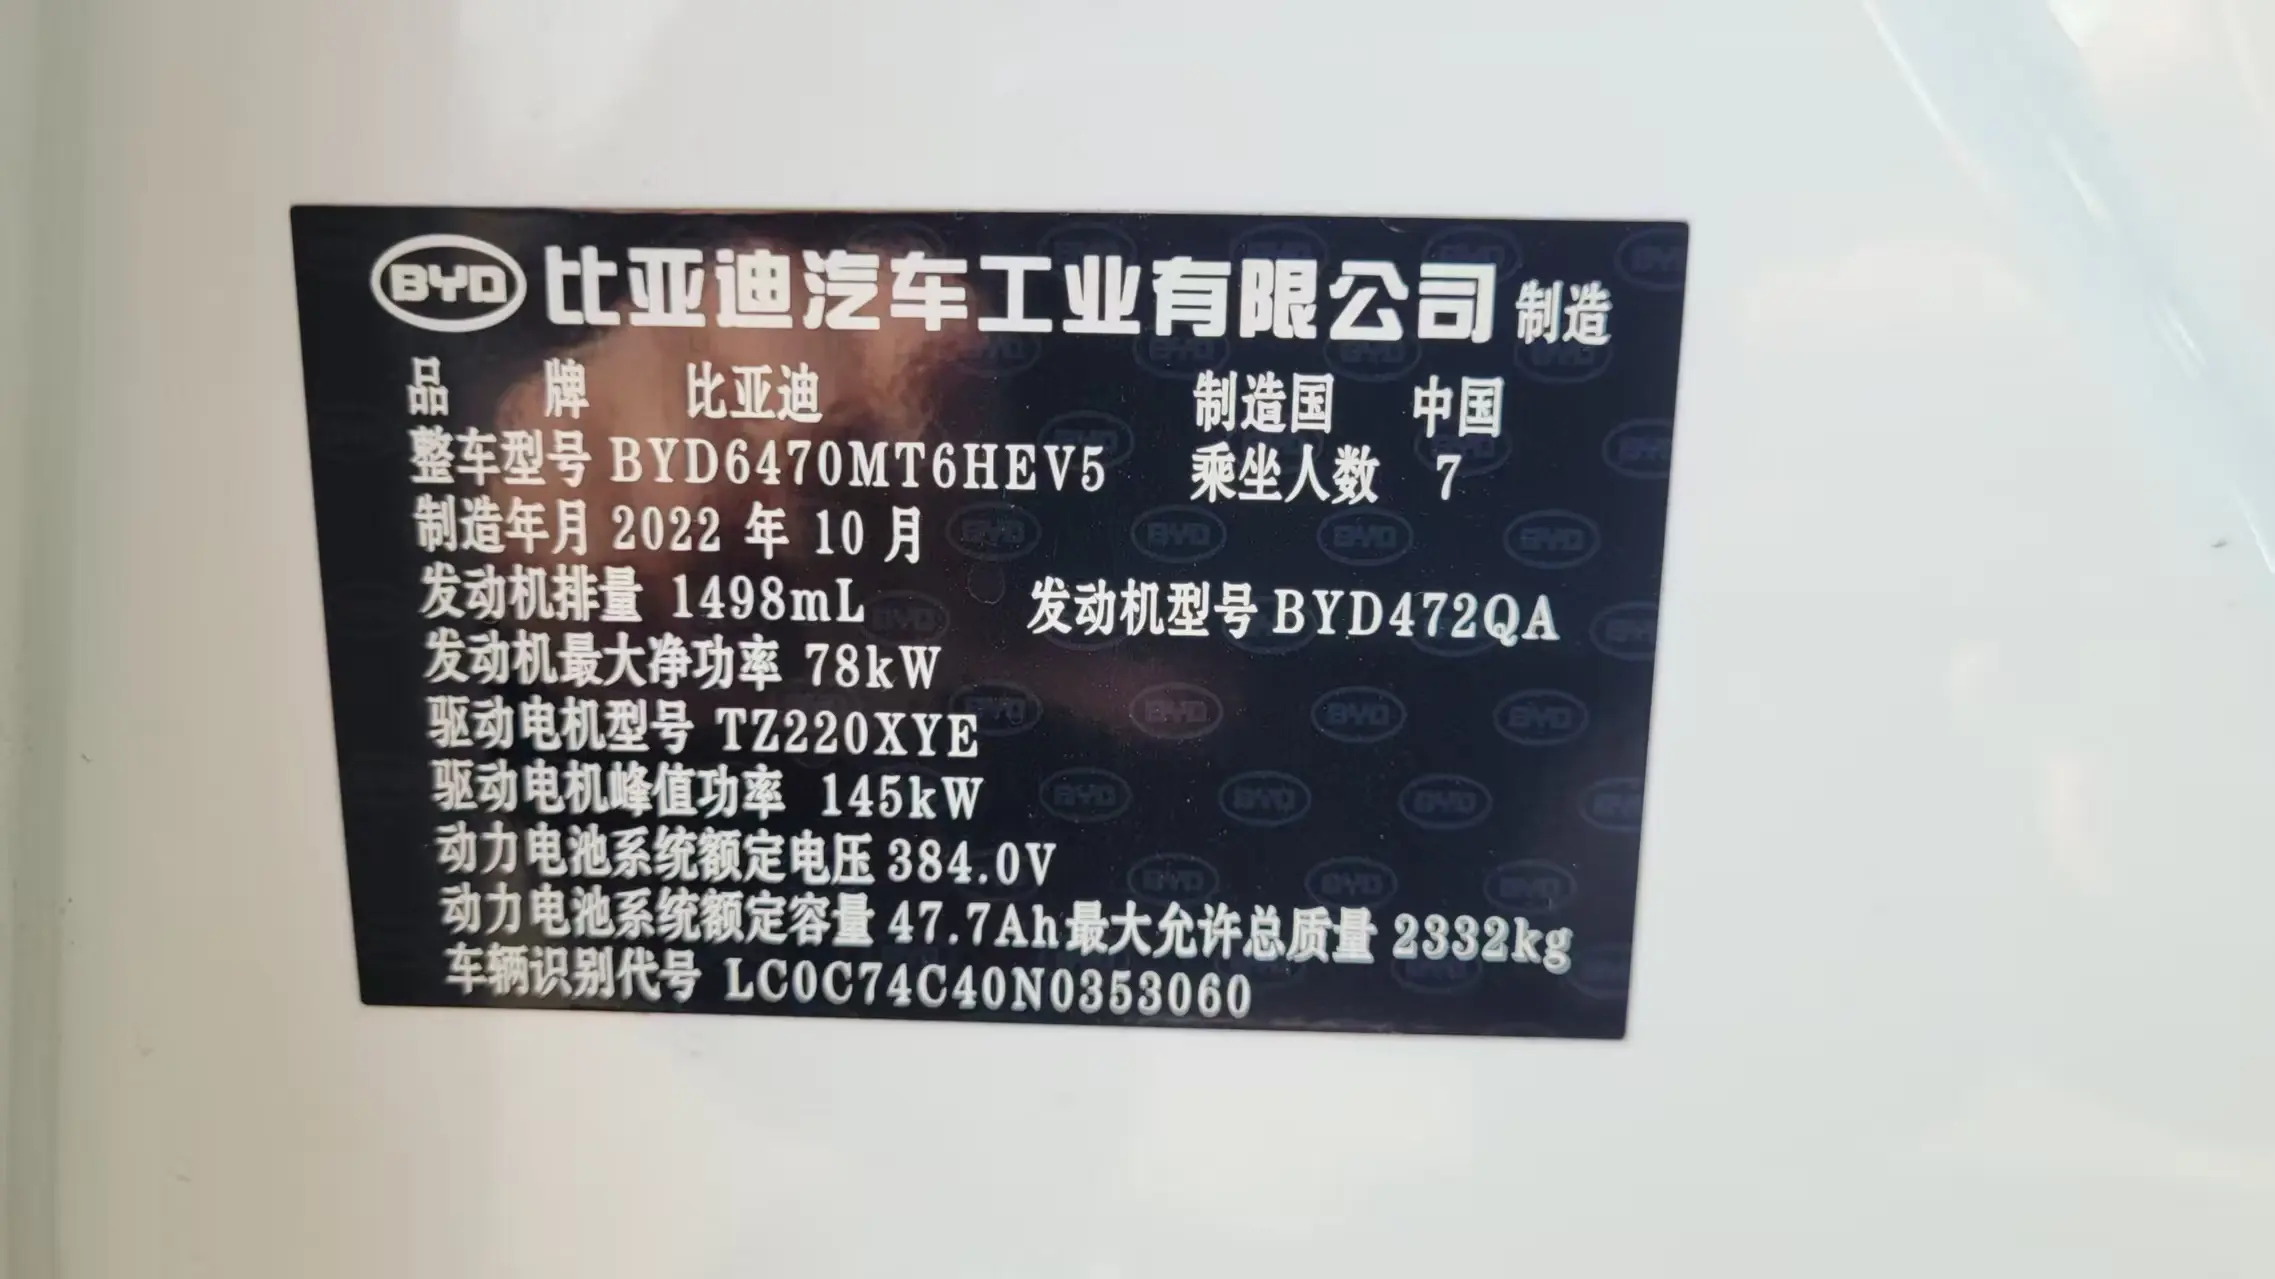 BYD 比亚迪汽车工业有限公司 制造
品 牌 比亚迪 制造国 中国
整车型号 BYD6470MT6HEV5 乘坐人数 7
制造年月 2022 年 10 月
发动机排量 1498mL 发动机型号 BYD472QA
发动机最大净功率 78kW
驱动电机型号 TZ220XYE
驱动电机峰值功率 145kW
动力电池系统额定电压 384.0V
动力电池系统额定容量 47.7Ah 最大允许总质量 2332kg
车辆识别代号 LC0C74C40N0353060